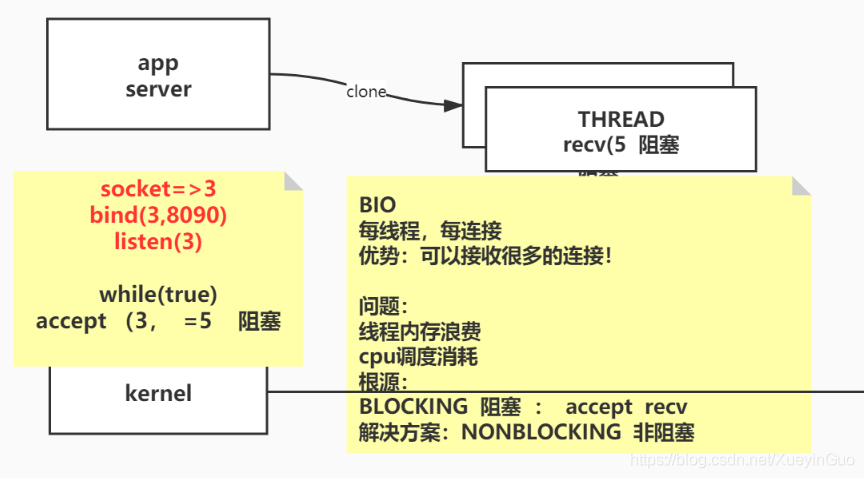 app
server
clone
THREAD
recv(5 阻塞
socket=>3
bind(3,8090)
listen(3)
while(true)
accept （3， =5 阻塞
kernel
BIO
每线程，每连接
优势：可以接收很多的连接！
问题：
线程内存浪费
cpu调度消耗
根源：
BLOCKING 阻塞 ： accept recv
解决方案：NONBLOCKING 非阻塞
https://blog.csdn.net/XueyinGuo